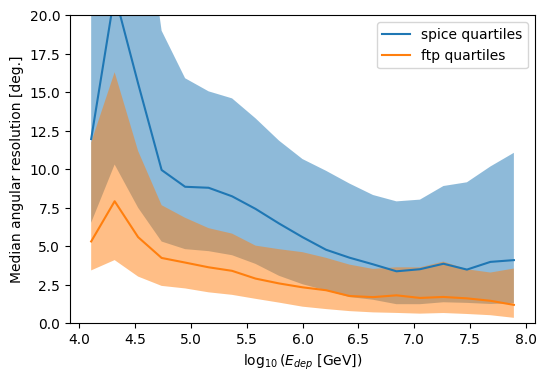 20.0
17.5
15.0
12.5
10.0
7.5
5.0
2.5
0.0
Median angular resolution [deg.]
spice quartiles
ftp quartiles
4.0 4.5 5.0 5.5 6.0 6.5 7.0 7.5 8.0
log₁₀(E_dep [GeV])